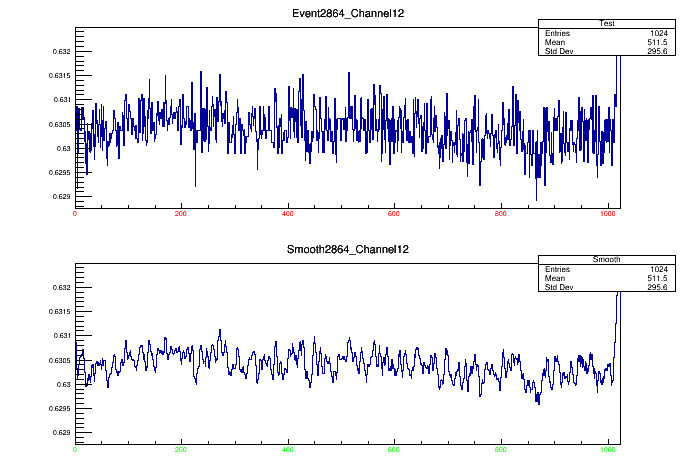 Event2864_Channel12
Test
Entries 1024
Mean 511.5
Std Dev 295.6
0.632
0.6315
0.631
0.6305
0.63
0.6295
0.629
0 200 400 600 800 1000
Smooth2864_Channel12
Smooth
Entries 1024
Mean 511.5
Std Dev 295.6
0.632
0.6315
0.631
0.6305
0.63
0.6295
0.629
0 200 400 600 800 1000